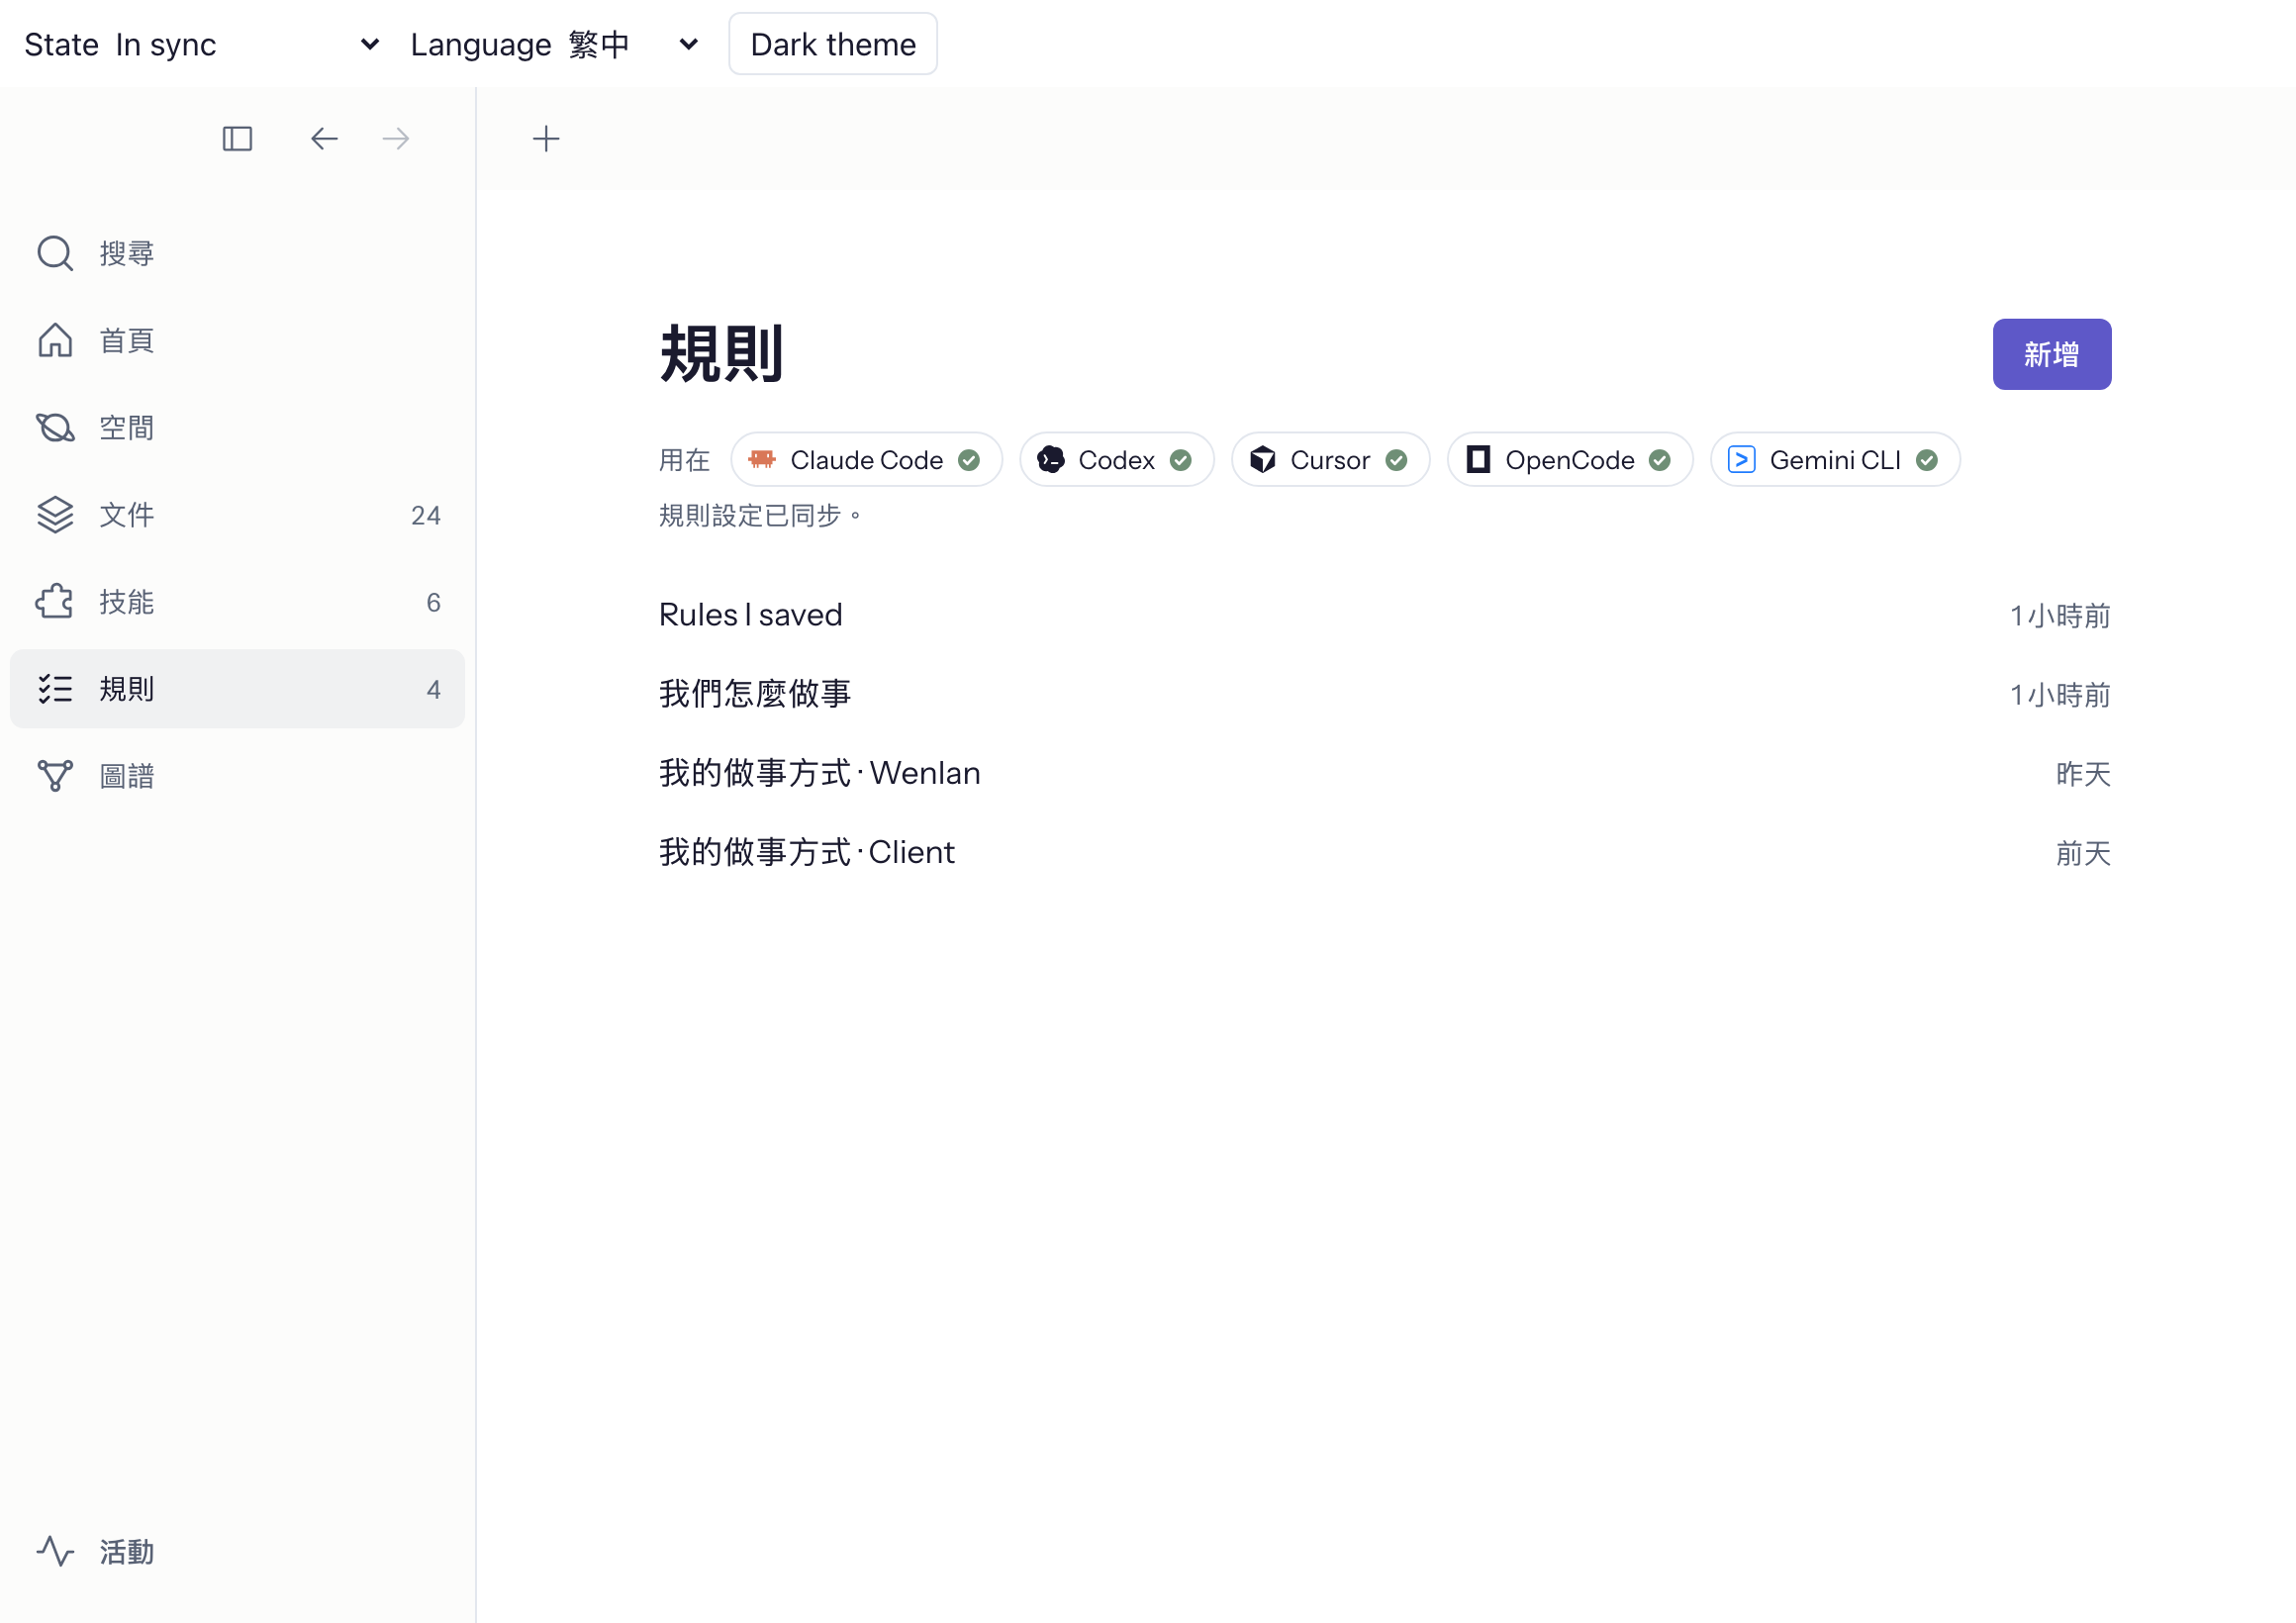 State In sync Language 繁中 Dark theme
搜尋
首頁
空間
文件 24
技能 6
規則 4
圖譜
活動
規則 新增
用在 Claude Code Codex Cursor OpenCode Gemini CLI
規則設定已同步。
Rules I saved 1 小時前
我們怎麼做事 1 小時前
我的做事方式 · Wenlan 昨天
我的做事方式 · Client 前天